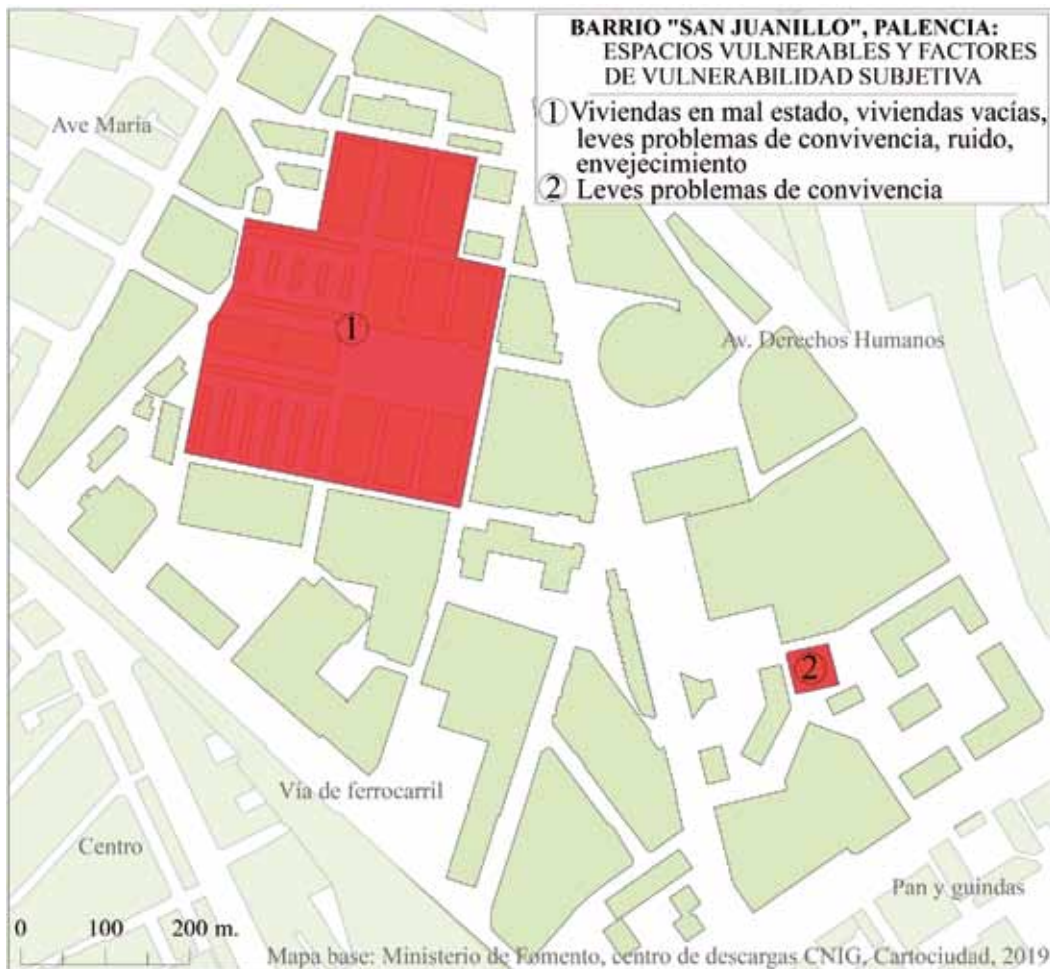 BARRIO "SAN JUANILLO", PALENCIA:
ESPACIOS VULNERABLES Y FACTORES
DE VULNERABILIDAD SUBJETIVA
1 Viviendas en mal estado, viviendas vacías,
leves problemas de convivencia, ruido,
envejecimiento
2 Leves problemas de convivencia
Ave María
1
Av. Derechos Humanos
2
Vía de ferrocarril
Centro
Pan y guindas
0 100 200 m.
Mapa base: Ministerio de Fomento, centro de descargas CNIG, Cartociudad, 2019